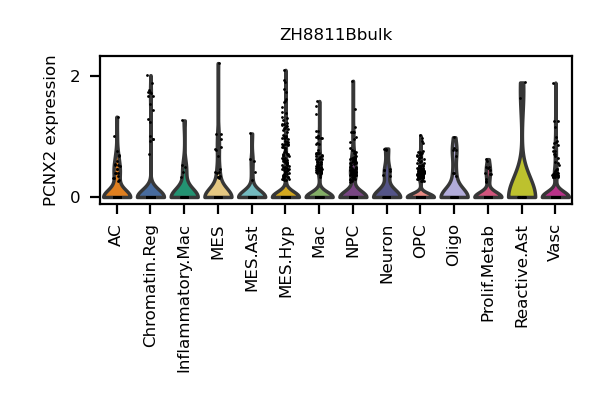 ZH8811Bbulk
PCNX2 expression
2
0
AC
Chromatin.Reg
Inflammatory.Mac
MES
MES.Ast
MES.Hyp
Mac
NPC
Neuron
OPC
Oligo
Prolif.Metab
Reactive.Ast
Vasc